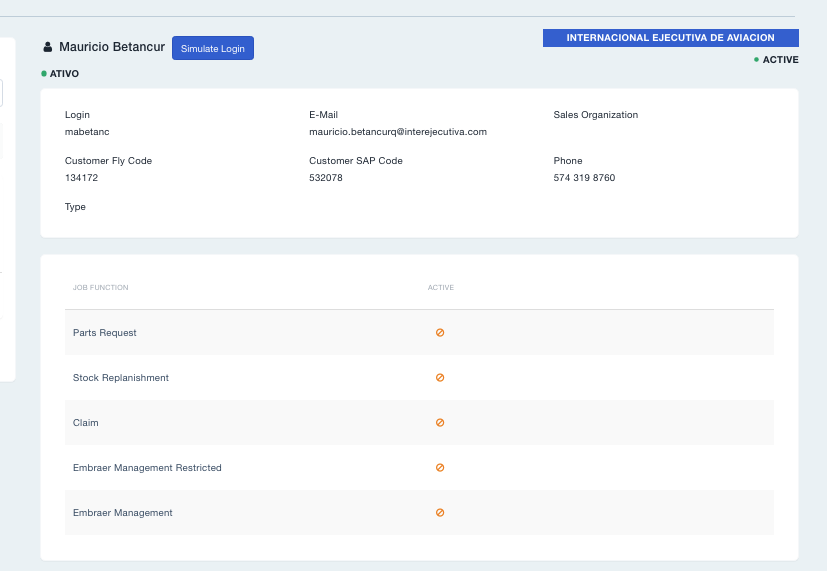 Mauricio Betancur
Simulate Login
INTERNACIONAL EJECUTIVA DE AVIACION
ACTIVE
ATIVO
Login
E-Mail
Sales Organization
mabetanc
mauricio.betancurq@interejecutiva.com
Customer Fly Code
Customer SAP Code
Phone
134172
532078
574 319 8760
Type
JOB FUNCTION
ACTIVE
Parts Request
Stock Replanishment
Claim
Embraer Management Restricted
Embraer Management